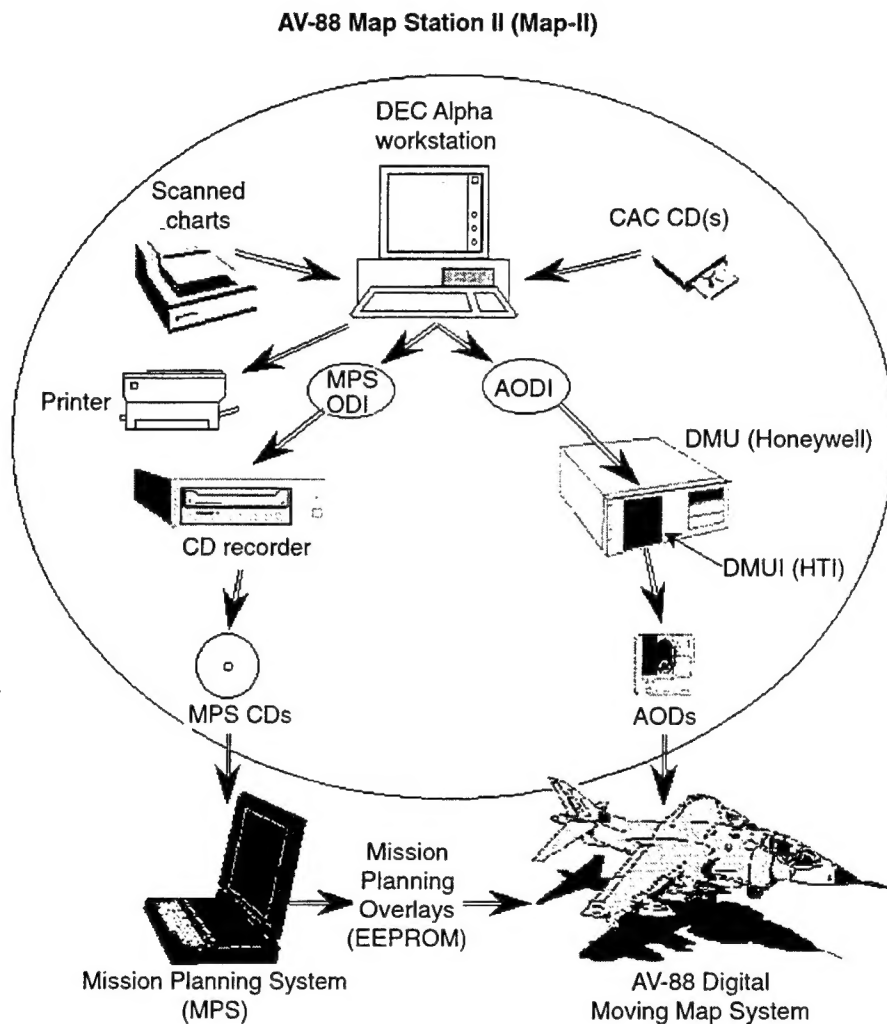 AV-88 Map Station II (Map-II)
DEC Alpha
workstation
Scanned
charts
CAC CD(s)
MPS
ODI
AODI
Printer
DMU (Honeywell)
CD recorder
DMUI (HTI)
MPS CDs
AODs
Mission
Planning
Overlays
(EEPROM)
Mission Planning System
(MPS)
AV-88 Digital
Moving Map System